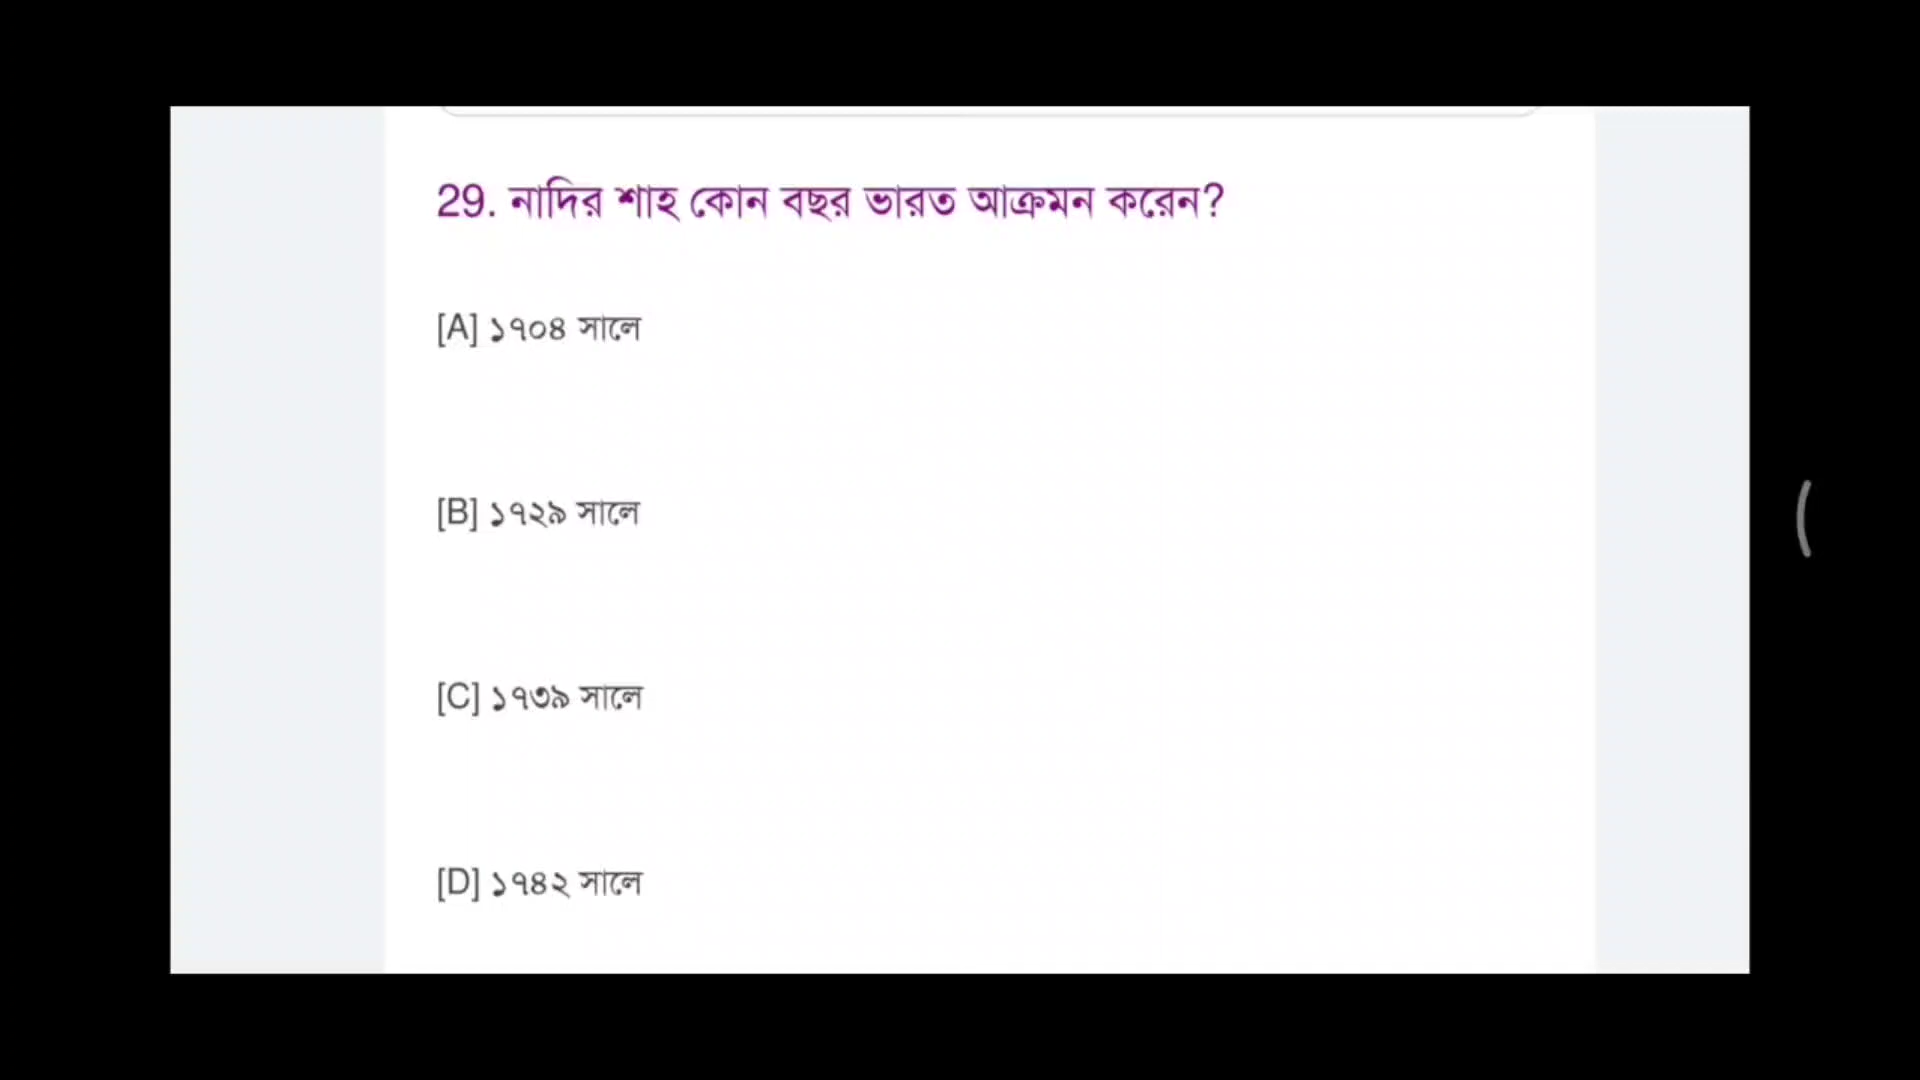 29. নাদির শাহ কোন বছর ভারত আক্রমন করেন?
[A] ১৭০৪ সালে
[B] ১৭২৯ সালে
[C] ১৭৩৯ সালে
[D] ১৭৪২ সালে